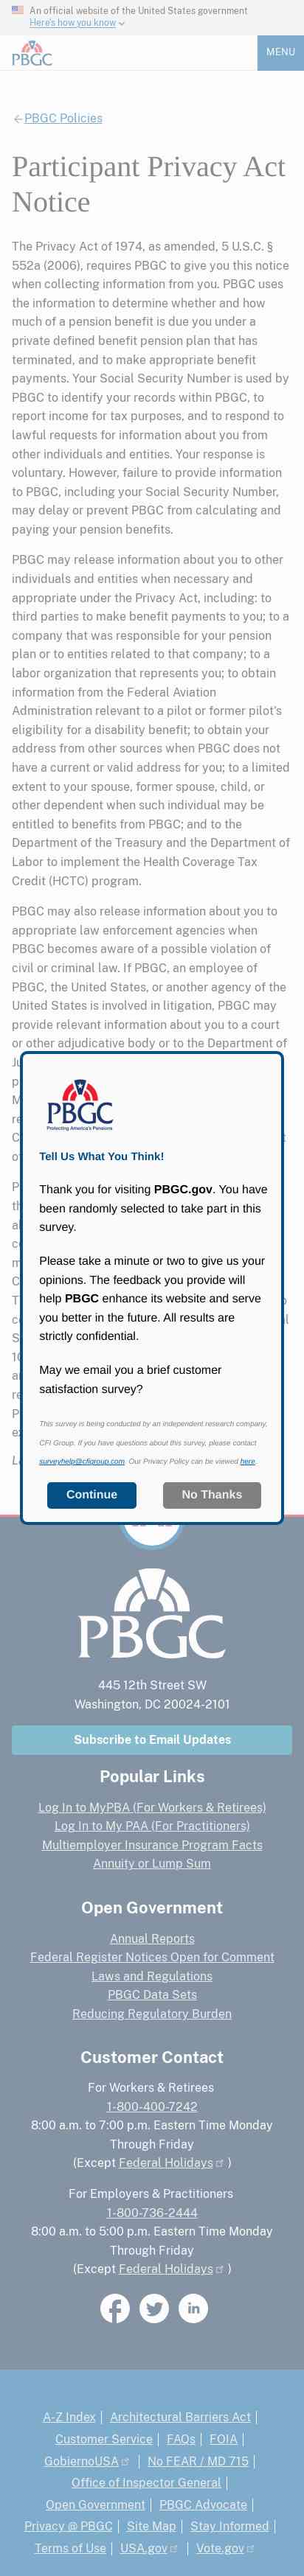 An official website of the United States government
Here's how you know
PBGC
MENU
PBGC Policies
Participant Privacy Act
Notice
The Privacy Act of 1974, as amended, 5 U.S.C. §
552a (2006), requires PBGC to give you this notice
when collecting information from you. PBGC uses
the information to determine whether and how
much of a pension benefit is due you under a
private defined benefit pension plan that has
terminated, and to make appropriate benefit
payments. Your Social Security Number is used by
PBGC to identify your records within PBGC, to
report income for tax purposes, and to respond to
lawful requests for information about you from
other individuals and entities. Your response is
voluntary. However, failure to provide information
to PBGC, including your Social Security Number,
may delay or prevent PBGC from calculating and
paying your pension benefits.
PBGC may release information about you to other
individuals and entities when necessary and
appropriate under the Privacy Act, including: to
third parties to make benefit payments to you; to a
company that was responsible for your pension
plan or to entities related to that company; to a
labor organization that represents you; to obtain
information from the Federal Aviation
Administration relevant to a pilot or former pilot's
eligibility for a disability benefit; to obtain your
address from other sources when PBGC does not
have a current or valid address for you; to a limited
extent to your spouse, former spouse, child, or
other dependent when such individual may be
entitled to benefits from PBGC; and to the
Department of the Treasury and the Department of
Labor to implement the Health Coverage Tax
Credit (HCTC) program.
PBGC may also release information about you to
appropriate law enforcement agencies when
PBGC becomes aware of a possible violation of
civil or criminal law. If PBGC, an employee of
PBGC, the United States, or another agency of the
United States is involved in litigation, PBGC may
provide relevant information about you to a court
or other adjudicative body or to the Department of
PBGC
Protecting America's Pensions
Tell Us What You Think!
Thank you for visiting PBGC.gov. You have
been randomly selected to take part in this
survey.
Please take a minute or two to give us your
opinions. The feedback you provide will
help PBGC enhance its website and serve
you better in the future. All results are
strictly confidential.
May we email you a brief customer
satisfaction survey?
This survey is being conducted by an independent research company,
CFI Group. If you have questions about this survey, please contact
surveyhelp@cfigroup.com. Our Privacy Policy can be viewed here.
Continue No Thanks
PBGC
445 12th Street SW
Washington, DC 20024-2101
Subscribe to Email Updates
Popular Links
Log In to MyPBA (For Workers & Retirees)
Log In to My PAA (For Practitioners)
Multiemployer Insurance Program Facts
Annuity or Lump Sum
Open Government
Annual Reports
Federal Register Notices Open for Comment
Laws and Regulations
PBGC Data Sets
Reducing Regulatory Burden
Customer Contact
For Workers & Retirees
1-800-400-7242
8:00 a.m. to 7:00 p.m. Eastern Time Monday
Through Friday
(Except Federal Holidays )
For Employers & Practitioners
1-800-736-2444
8:00 a.m. to 5:00 p.m. Eastern Time Monday
Through Friday
(Except Federal Holidays )
A-Z Index | Architectural Barriers Act |
Customer Service | FAQs | FOIA |
GobiernoUSA | No FEAR / MD 715 |
Office of Inspector General |
Open Government | PBGC Advocate |
Privacy @ PBGC | Site Map | Stay Informed |
Terms of Use | USA.gov | Vote.gov